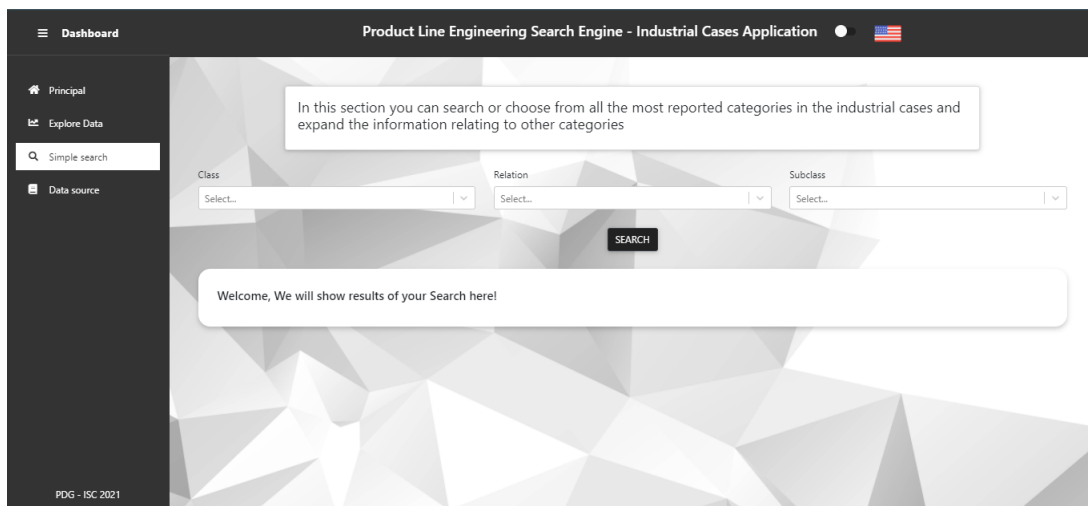 Dashboard
Product Line Engineering Search Engine - Industrial Cases Application
Principal
Explore Data
Simple search
Data source
In this section you can search or choose from all the most reported categories in the industrial cases and
expand the information relating to other categories
Class
Relation
Subclass
Select...
Select...
Select...
SEARCH
Welcome, We will show results of your Search here!
PDG - ISC 2021